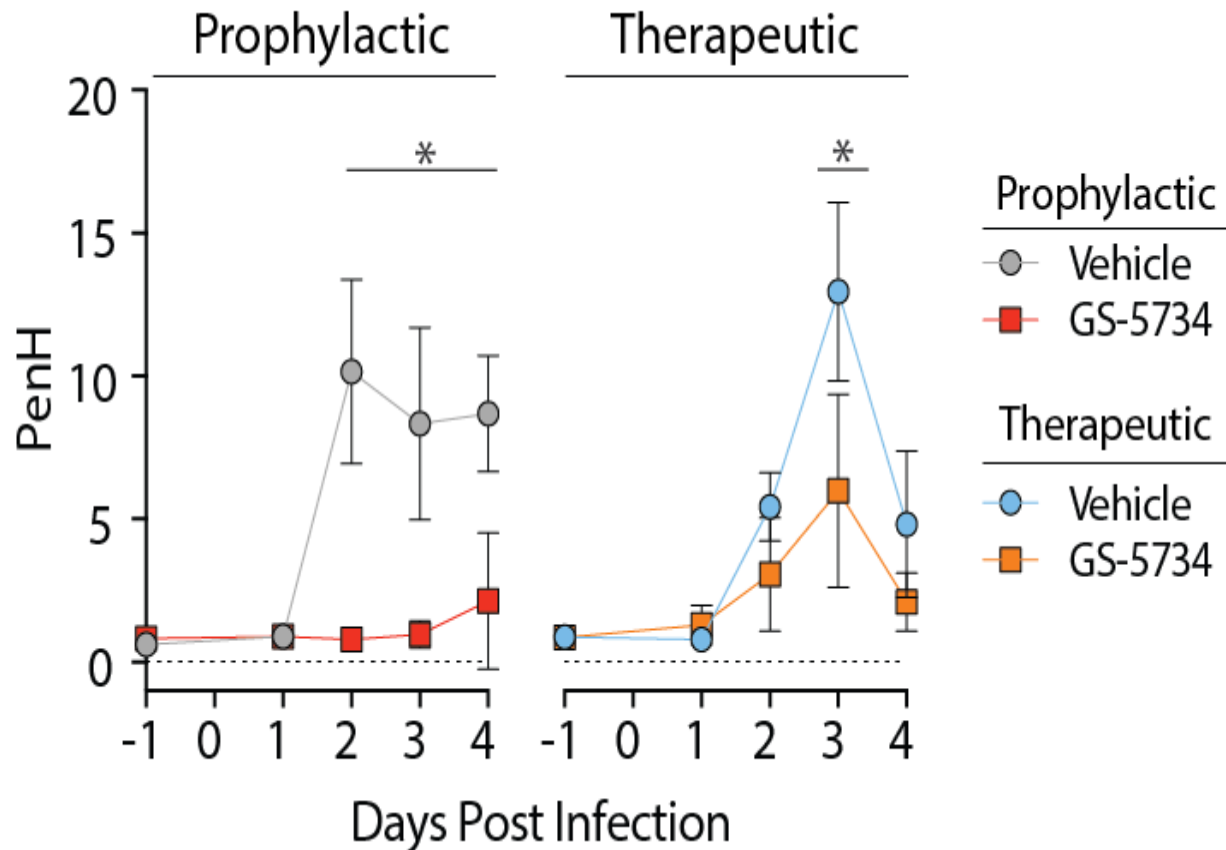 Prophylactic Therapeutic
20
15
10
5
0
PenH
* *
-1 0 1 2 3 4 -1 0 1 2 3 4
Days Post Infection
Prophylactic
Vehicle
GS-5734
Therapeutic
Vehicle
GS-5734